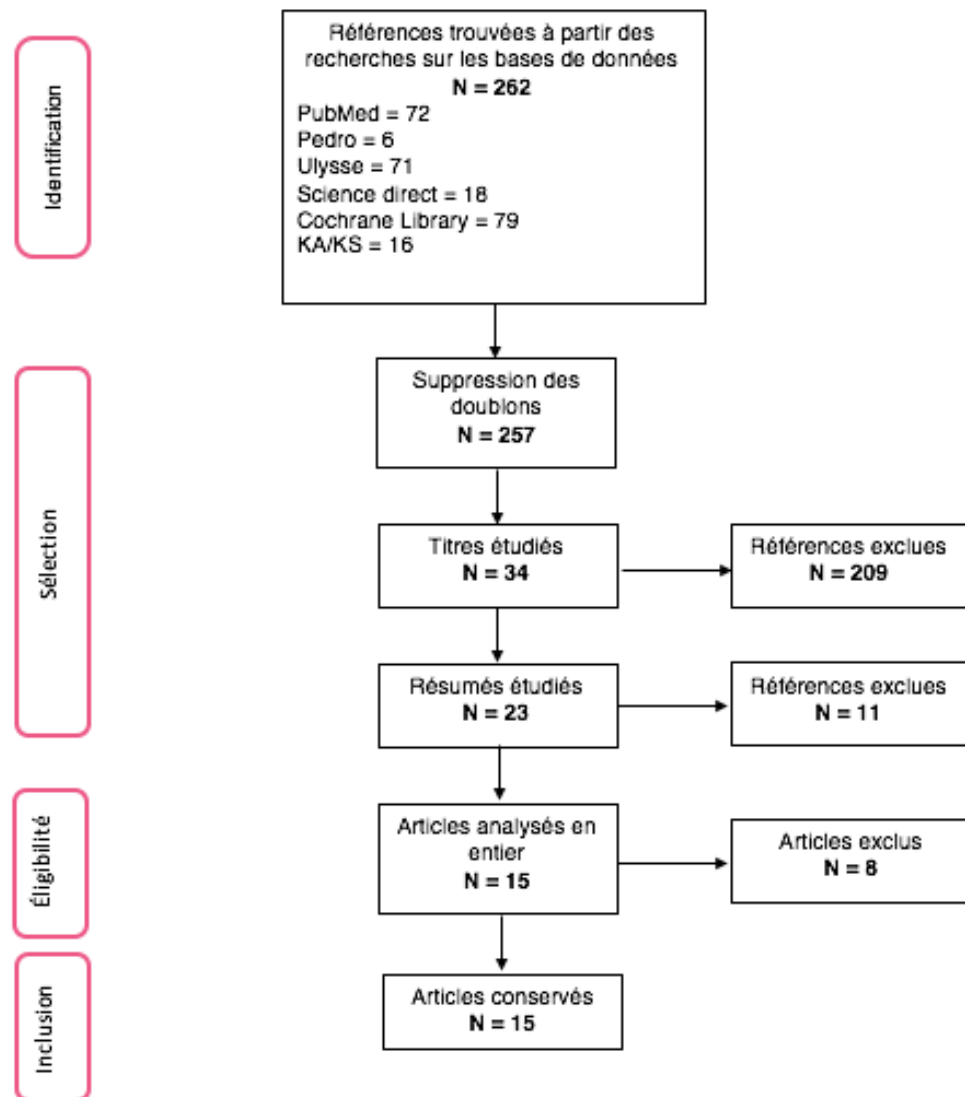 Identification
Références trouvées à partir des
recherches sur les bases de données
N = 262
PubMed = 72
Pedro = 6
Ulysse = 71
Science direct = 18
Cochrane Library = 79
KA/KS = 16
Sélection
Suppression des
doublons
N = 257
Titres étudiés
N = 34
Références exclues
N = 209
Résumés étudiés
N = 23
Références exclues
N = 11
Éligibilité
Articles analysés en
entier
N = 15
Articles exclus
N = 8
Inclusion
Articles conservés
N = 15